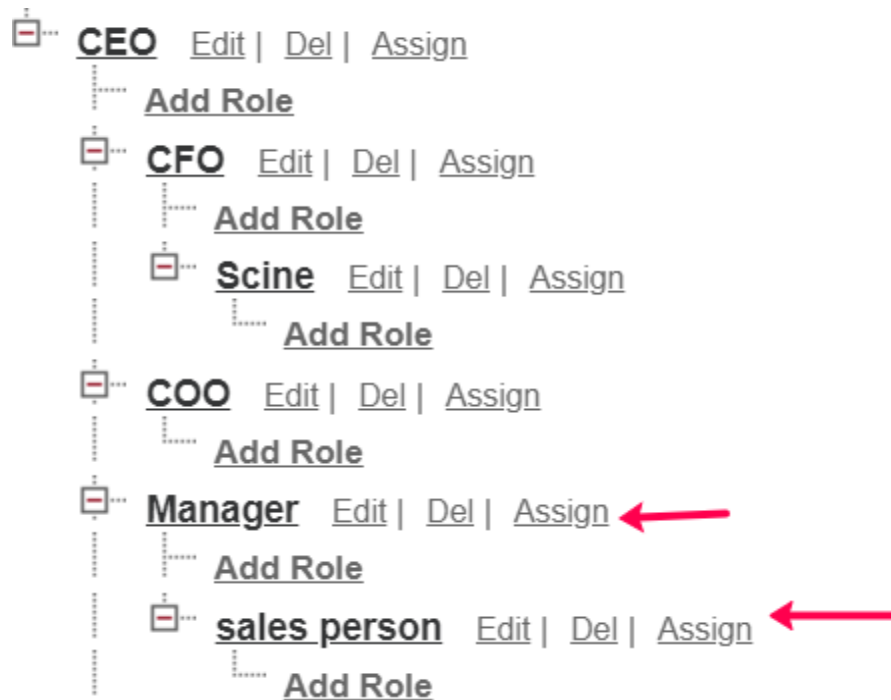 CEO Edit | Del | Assign
Add Role
CFO Edit | Del | Assign
Add Role
Scine Edit | Del | Assign
Add Role
COO Edit | Del | Assign
Add Role
Manager Edit | Del | Assign
Add Role
sales person Edit | Del | Assign
Add Role